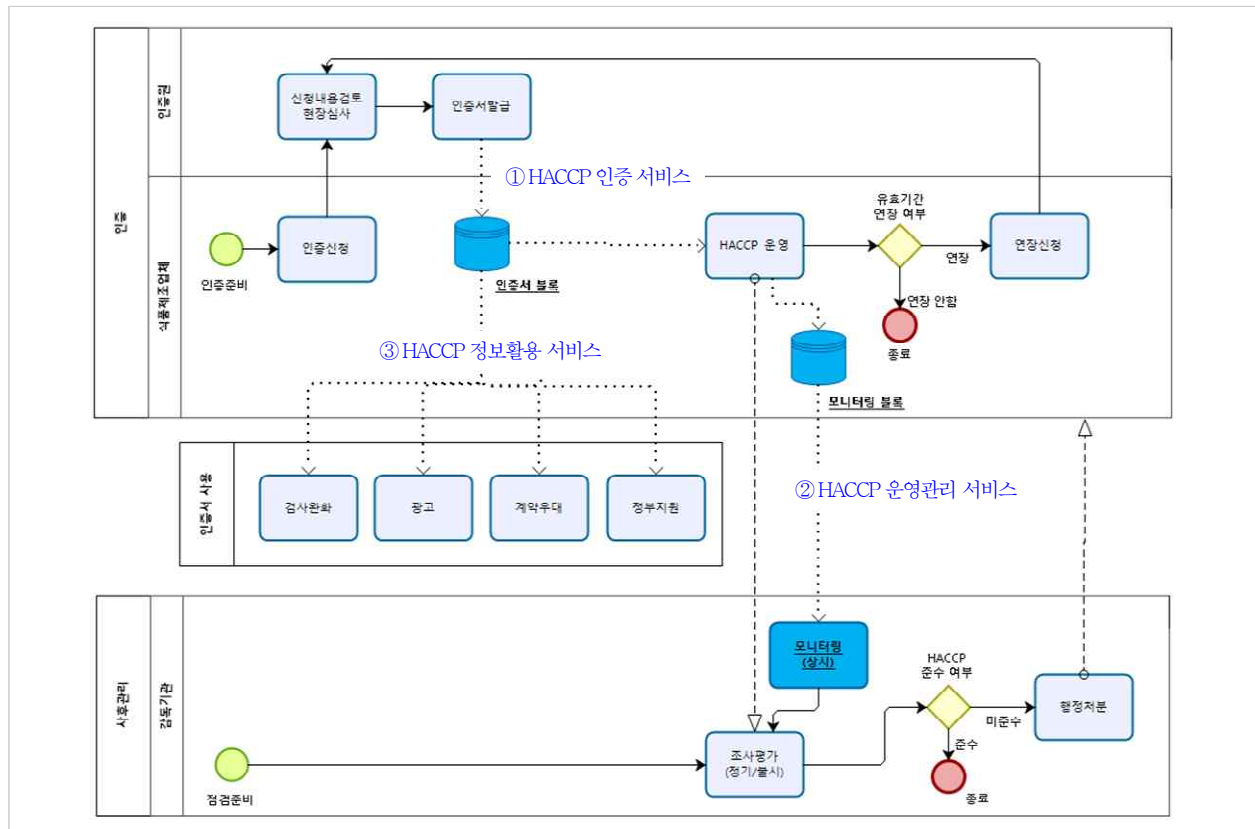 인증
인증원
신청내용검토
현장심사
인증서발급
① HACCP 인증 서비스
식품제조업체
인증준비
인증신청
인증서 블록
HACCP 운영
유효기간
연장 여부
연장
연장신청
연장 안함
종료
모니터링 블록
③ HACCP 정보활용 서비스
인증서 사용
검사완화
광고
계약우대
정부지원
② HACCP 운영관리 서비스
사후관리
감독기관
점검준비
모니터링
(상시)
조사평가
(정기/불시)
HACCP
준수 여부
미준수
행정처분
준수
종료